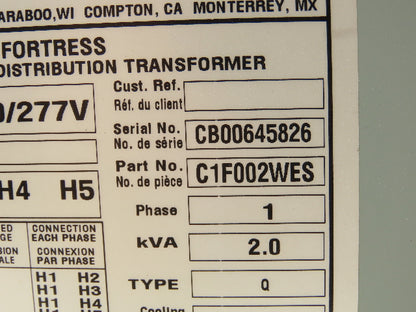 ARABOO,WI COMPTON, CA MONTERREY, MX
FORTRESS
DISTRIBUTION TRANSFORMER
Cust. Ref.
Réf. du client
0/277V
Serial No. CB00645826
No. de série
Part No. C1F002WES
No. de pièce
H4 H5
Phase 1
CONNECTION
EACH PHASE
kVA 2.0
CONNEXION
PAR PHASE
TYPE Q
H1 H2
H1 H3
H1 H4
Cooling